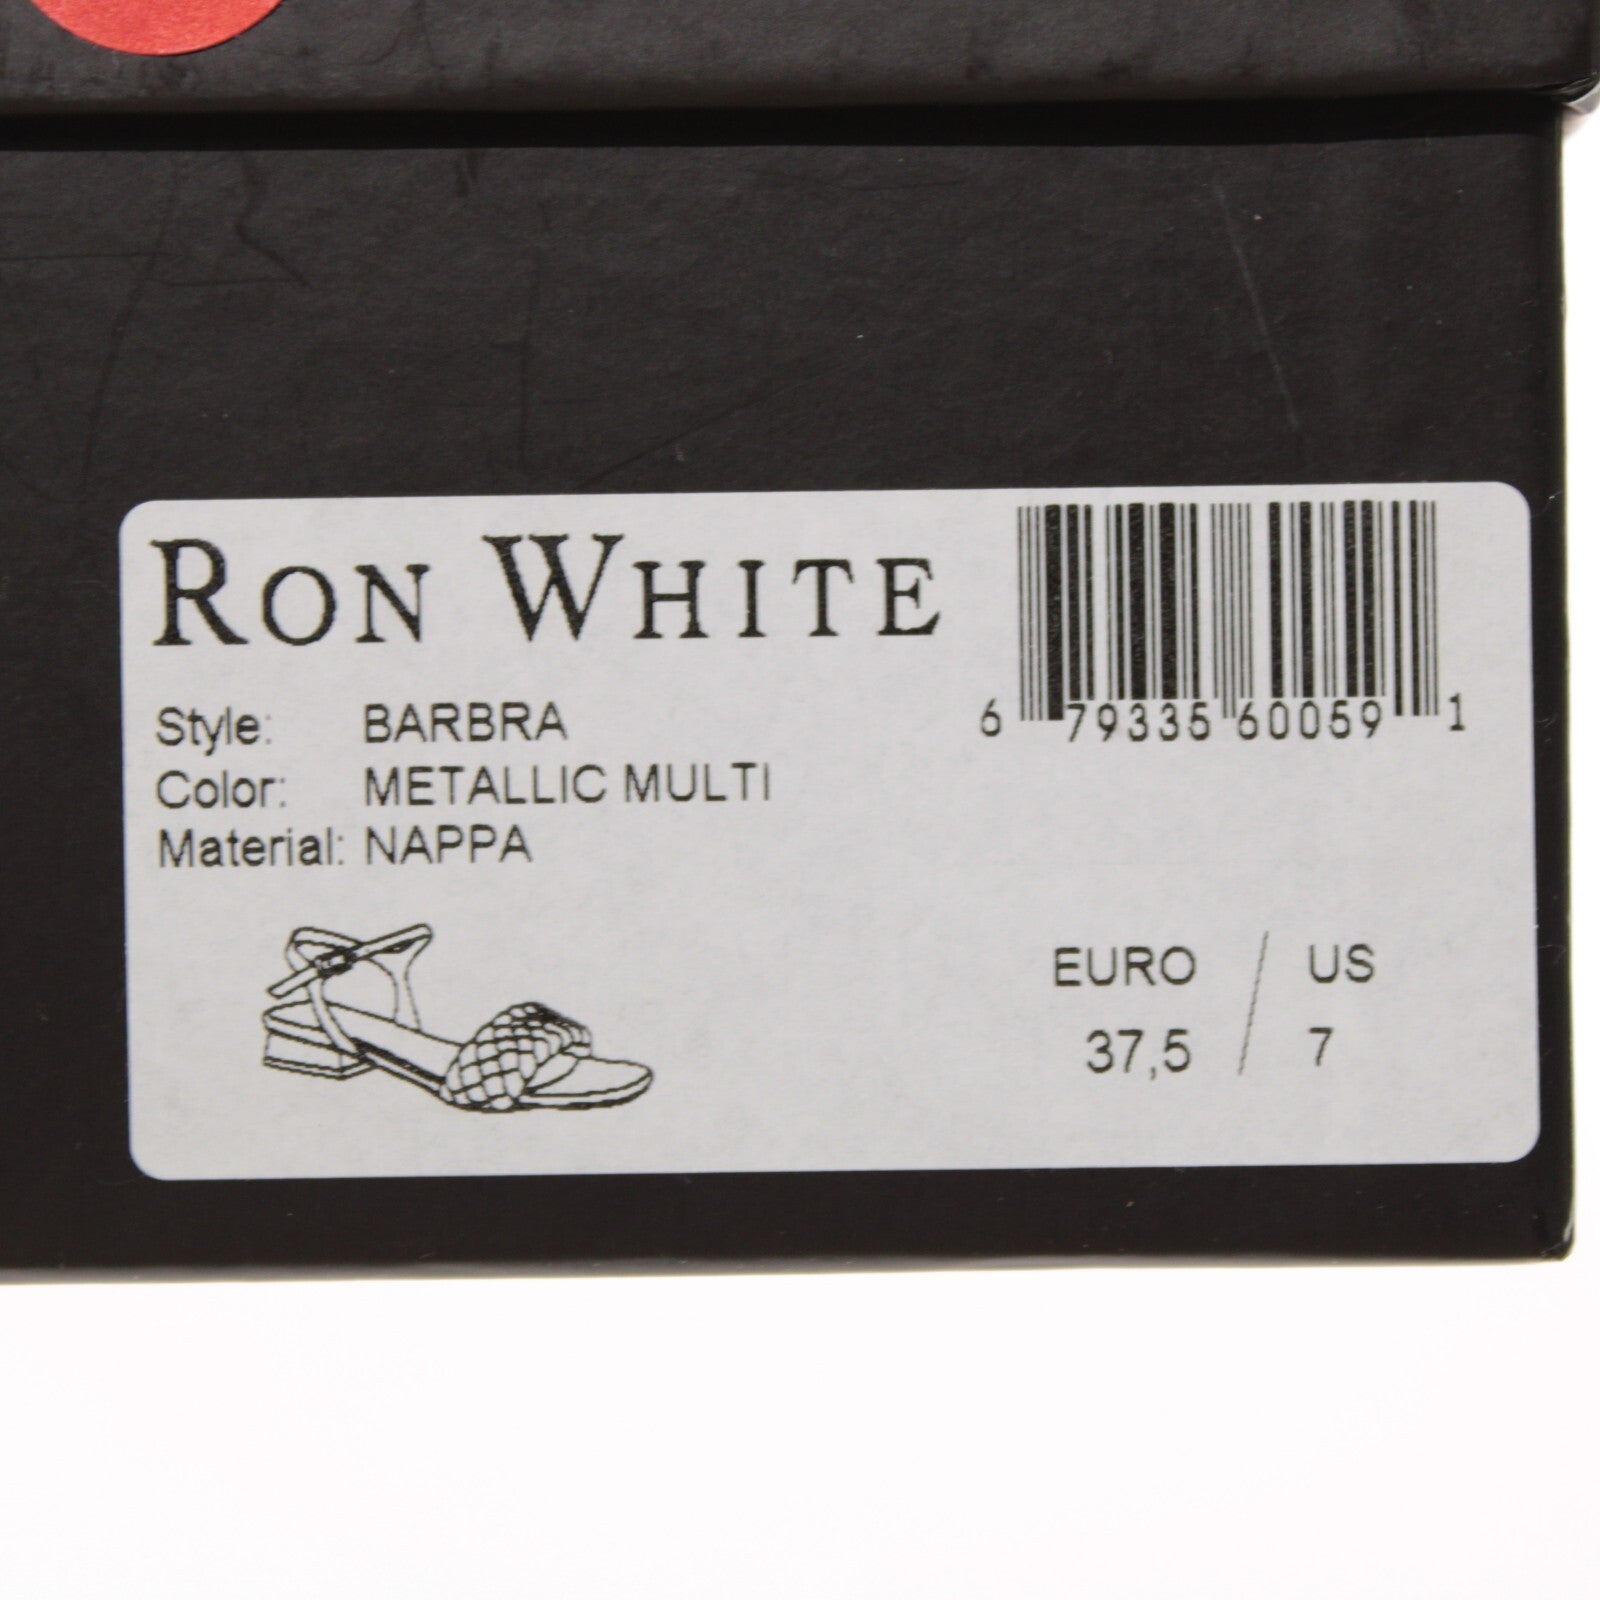 RON WHITE
6 79335 60059 1
Style: BARBRA
Color: METALLIC MULTI
Material: NAPPA
EURO / US
37,5 / 7